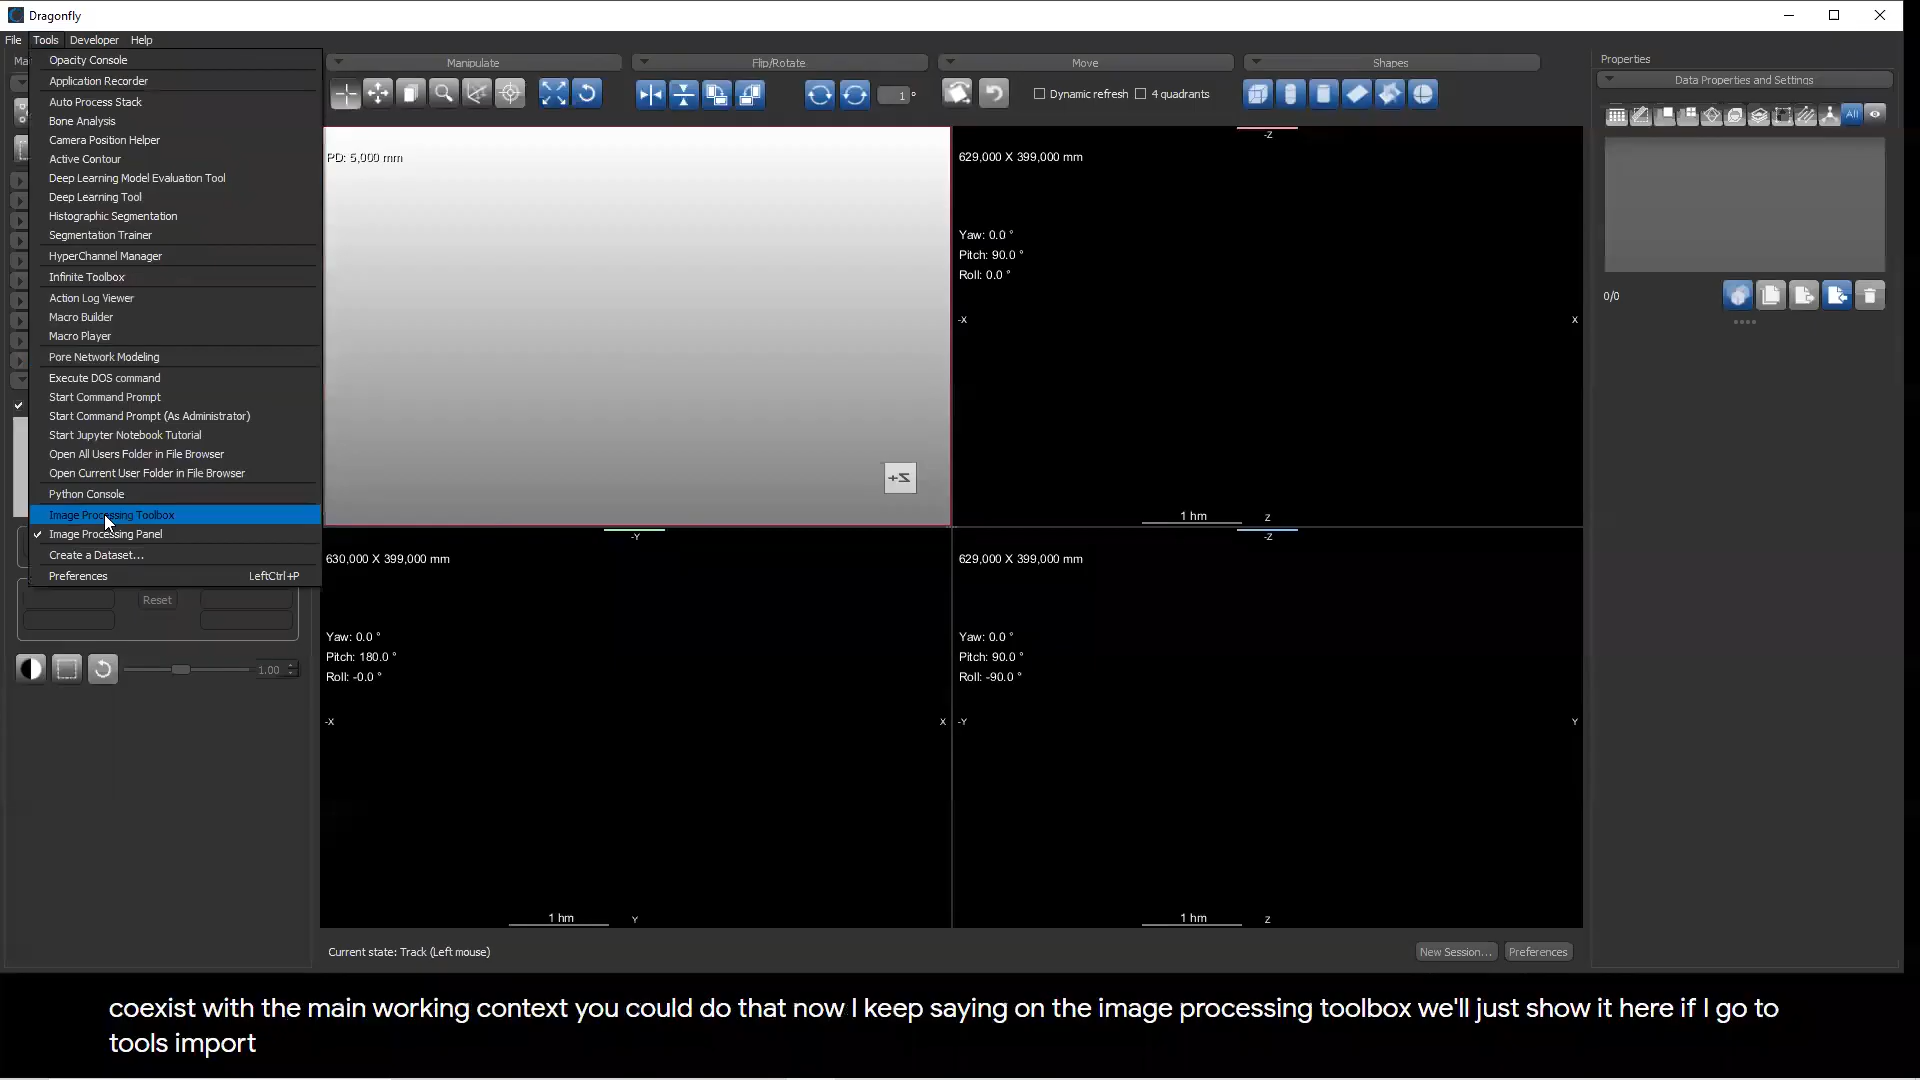 Dragonfly
File Tools Developer Help
Ma
Opacity Console
Application Recorder
Auto Process Stack
Bone Analysis
Camera Position Helper
Active Contour
Deep Learning Model Evaluation Tool
Deep Learning Tool
Histographic Segmentation
Segmentation Trainer
HyperChannel Manager
Infinite Toolbox
Action Log Viewer
Macro Builder
Macro Player
Pore Network Modeling
Execute DOS command
Start Command Prompt
Start Command Prompt (As Administrator)
Start Jupyter Notebook Tutorial
Open All Users Folder in File Browser
Open Current User Folder in File Browser
Python Console
Image Processing Toolbox
Image Processing Panel
Create a Dataset...
Preferences LeftCtrl+P
Reset
1.00
Manipulate
Flip/Rotate
1 °
Move
Dynamic refresh 4 quadrants
Shapes
PD: 5,000 mm
+Z
-Z
629,000 X 399,000 mm
Yaw: 0.0 °
Pitch: 90.0 °
Roll: 0.0 °
-X X
1 hm Z
-Y
630,000 X 399,000 mm
Yaw: 0.0 °
Pitch: 180.0 °
Roll: -0.0 °
-X X
1 hm Y
-Z
629,000 X 399,000 mm
Yaw: 0.0 °
Pitch: 90.0 °
Roll: -90.0 °
-Y Y
1 hm Z
Current state: Track (Left mouse)
New Session... Preferences
Properties
Data Properties and Settings
All
0/0
coexist with the main working context you could do that now I keep saying on the image processing toolbox we'll just show it here if I go to
tools import